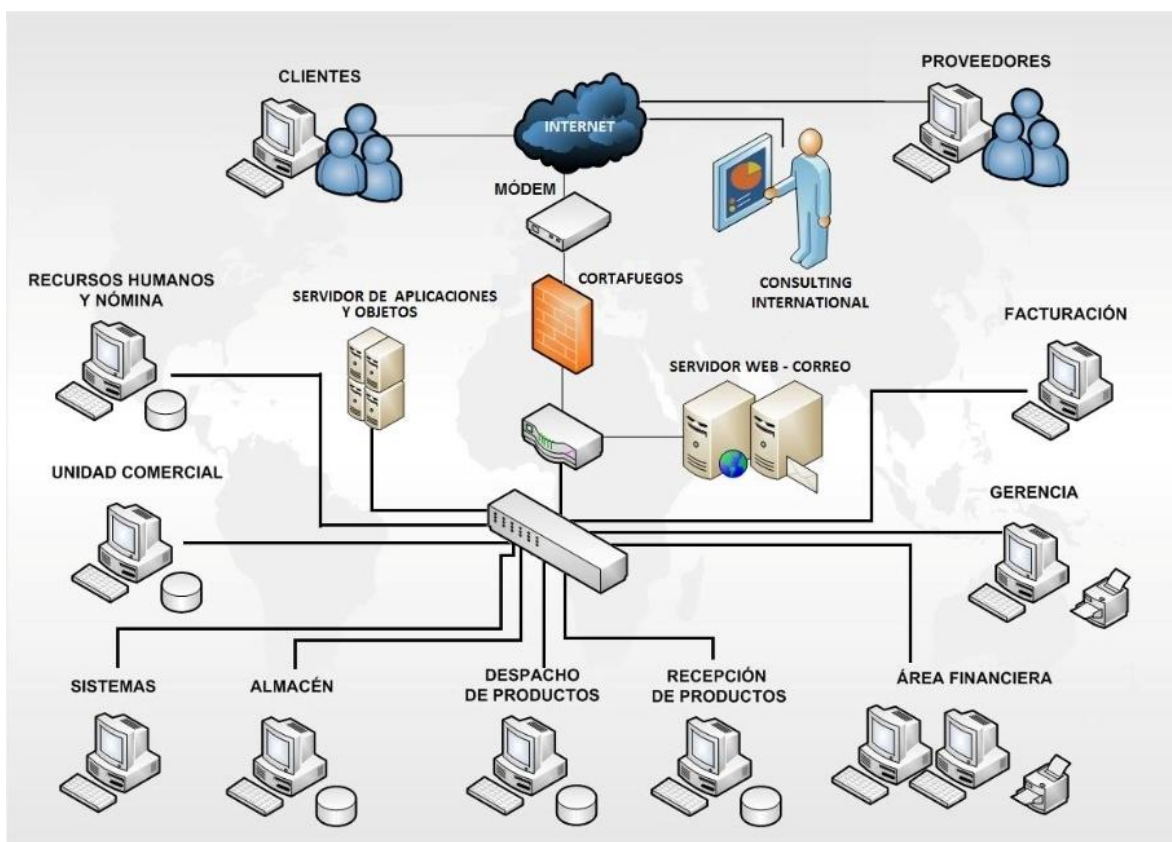 CLIENTES
PROVEEDORES
INTERNET
MÓDEM
CORTAFUEGOS
CONSULTING
INTERNATIONAL
RECURSOS HUMANOS
Y NÓMINA
SERVIDOR DE APLICACIONES
Y OBJETOS
FACTURACIÓN
SERVIDOR WEB - CORREO
UNIDAD COMERCIAL
GERENCIA
SISTEMAS
ALMACÉN
DESPACHO
DE PRODUCTOS
RECEPCIÓN
DE PRODUCTOS
ÁREA FINANCIERA